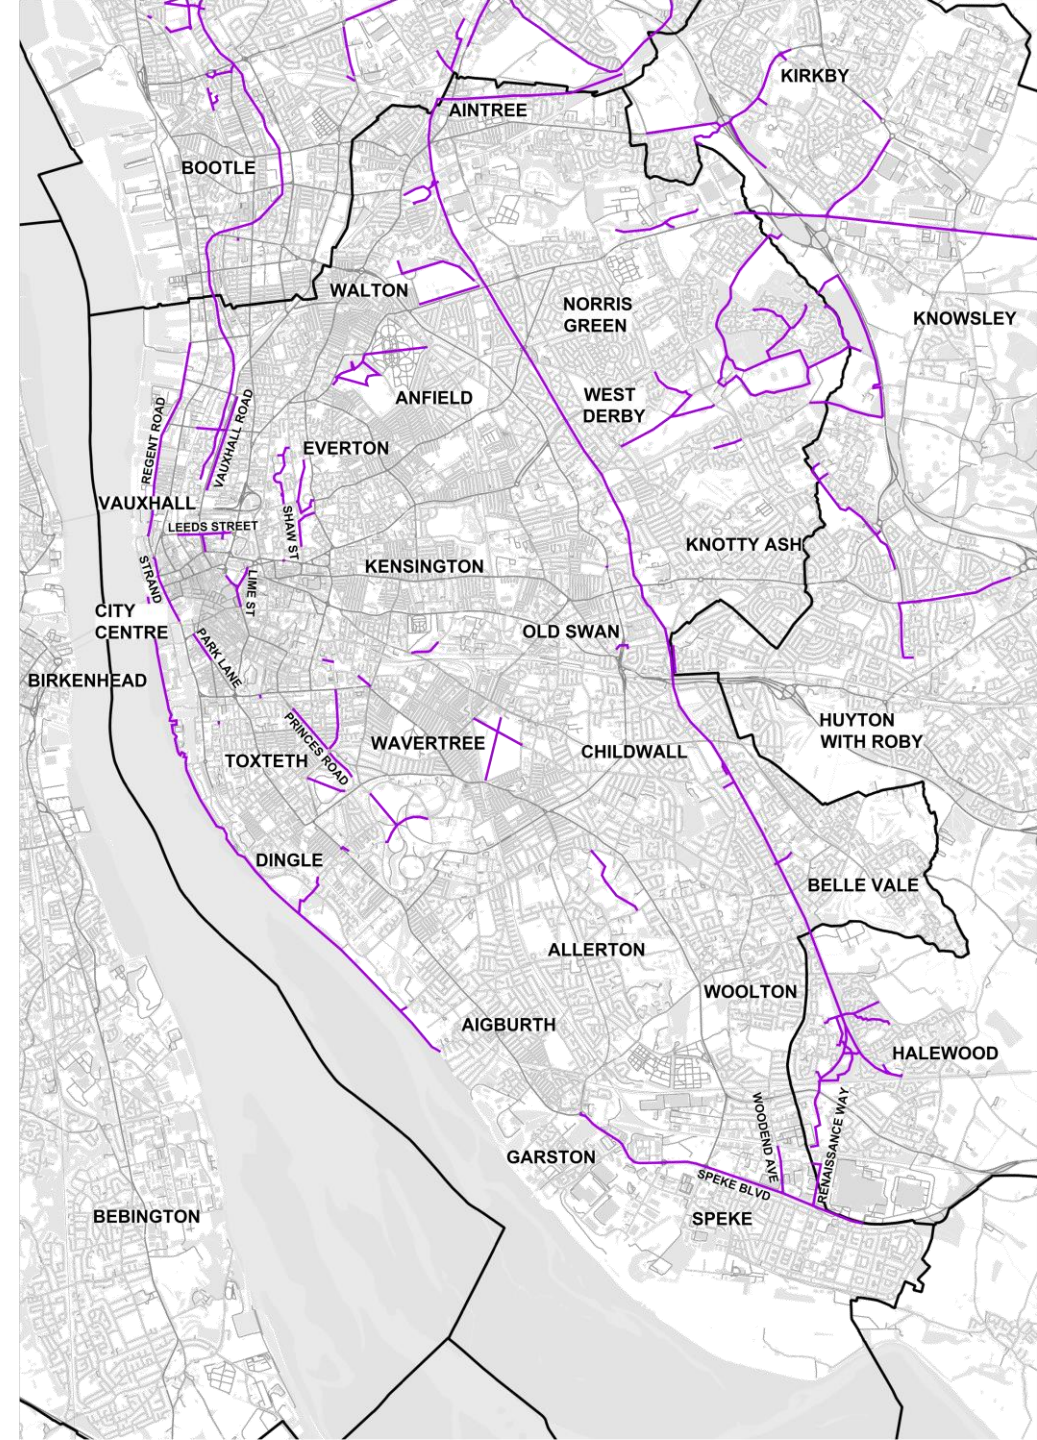 KIRKBY
AINTREE
BOOTLE
WALTON
NORRIS
GREEN
KNOWSLEY
ANFIELD
WEST
DERBY
REGENT ROAD
VAUXHALL ROAD
EVERTON
VAUXHALL
LEEDS STREET
SHAW ST
KNOTTY ASH
KENSINGTON
STRAND
LIME ST
CITY
CENTRE
OLD SWAN
PARK LANE
BIRKENHEAD
HUYTON
WITH ROBY
PRINCES ROAD
WAVERTREE
CHILDWALL
TOXTETH
DINGLE
BELLE VALE
ALLERTON
WOOLTON
AIGBURTH
HALEWOOD
WOODEND AVE
RENAISSANCE WAY
GARSTON
SPEKE BLVD
BEBINGTON
SPEKE